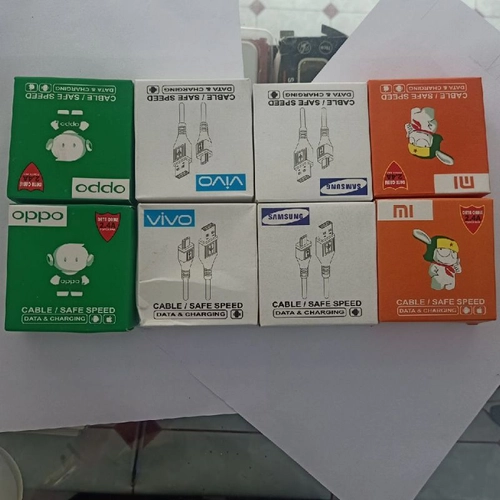 CABLE / SAFE SPEED
DATA & CHARGING
oppo
oppo
CABLE / SAFE SPEED
DATA & CHARGING
vivo
CABLE / SAFE SPEED
DATA & CHARGING
SAMSUNG
CABLE / SAFE SPEED
DATA & CHARGING
mi
oppo
oppo
CABLE / SAFE SPEED
DATA & CHARGING
vivo
CABLE / SAFE SPEED
DATA & CHARGING
SAMSUNG
CABLE / SAFE SPEED
DATA & CHARGING
mi
CABLE / SAFE SPEED
DATA & CHARGING